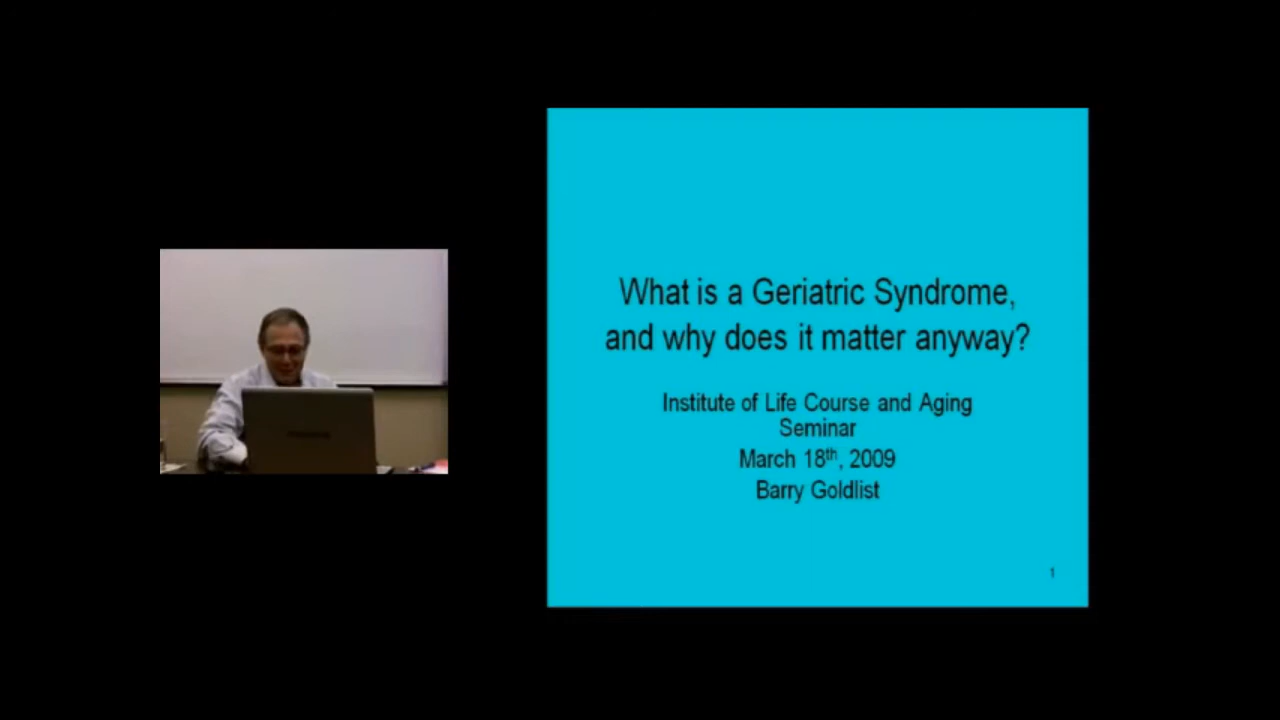 What is a Geriatric Syndrome,
and why does it matter anyway?
Institute of Life Course and Aging
Seminar
March 18th, 2009
Barry Goldlist
1